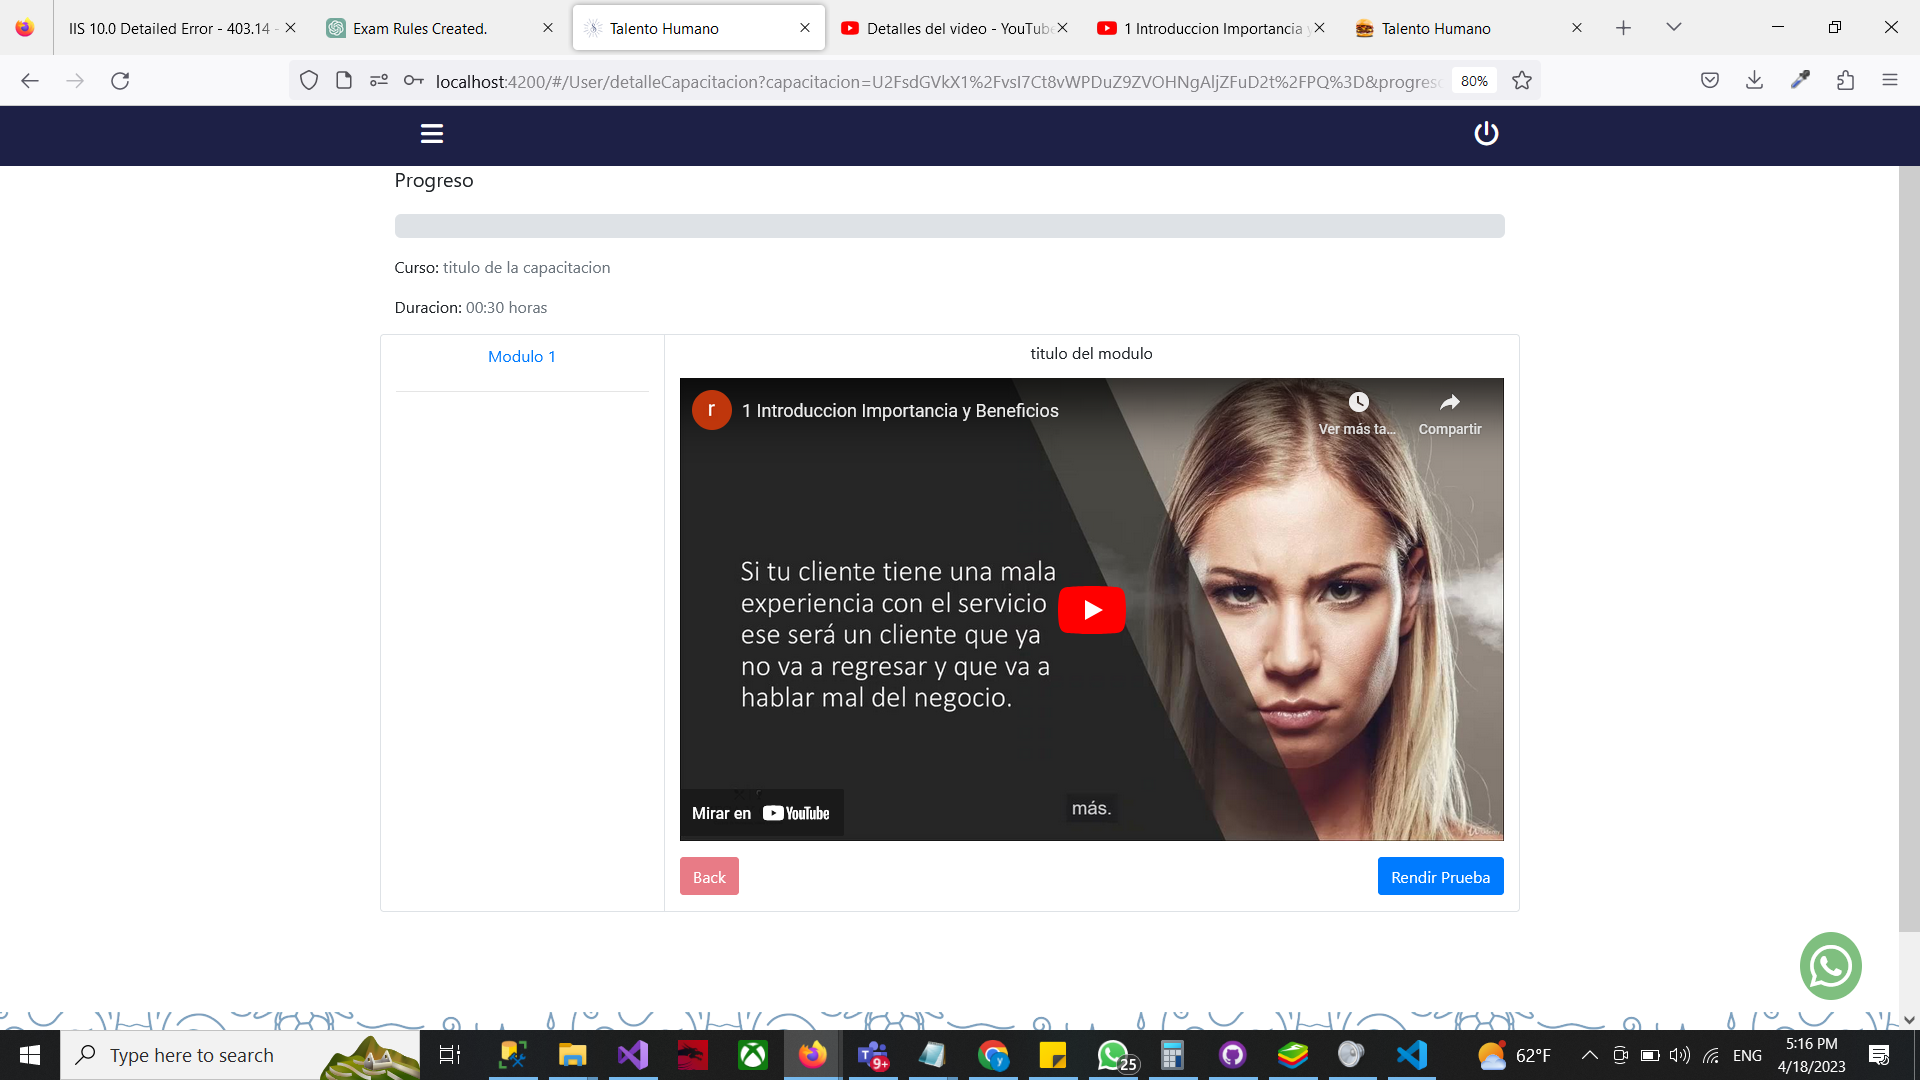 IIS 10.0 Detailed Error - 403.14 -
Exam Rules Created.
Talento Humano
Detalles del video - YouTube
1 Introduccion Importancia y
Talento Humano
localhost:4200/#/User/detalleCapacitacion?capacitacion=U2FsdGVkX1%2FvsI7Ct8vWPDuZ9ZVOHNgAljZFuD2t%2FPQ%3D&progreso
80%
Progreso
Curso: titulo de la capacitacion
Duracion: 00:30 horas
Modulo 1
titulo del modulo
r
1 Introduccion Importancia y Beneficios
Ver más ta...
Compartir
Si tu cliente tiene una mala
experiencia con el servicio
ese será un cliente que ya
no va a regresar y que va a
hablar mal del negocio.
más.
Mirar en YouTube
Back
Rendir Prueba
Type here to search
9+
25
62°F
ENG
5:16 PM
4/18/2023